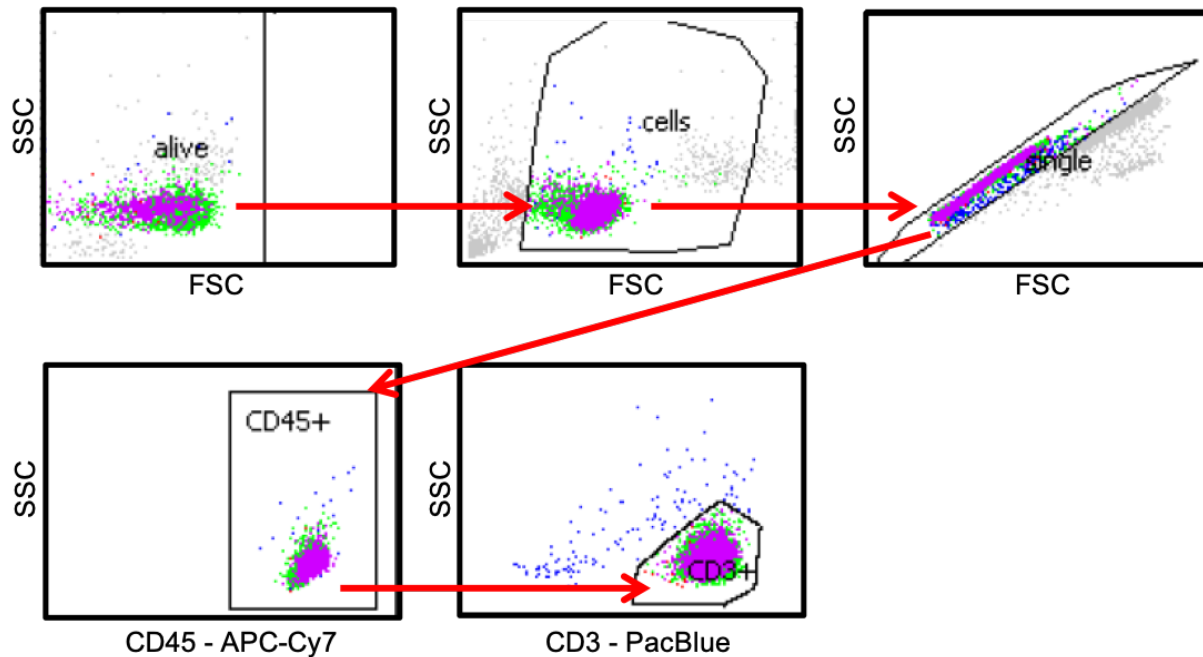 SSC
alive
FSC
SSC
cells
FSC
SSC
single
FSC
SSC
CD45+
CD45 - APC-Cy7
SSC
CD3+
CD3 - PacBlue